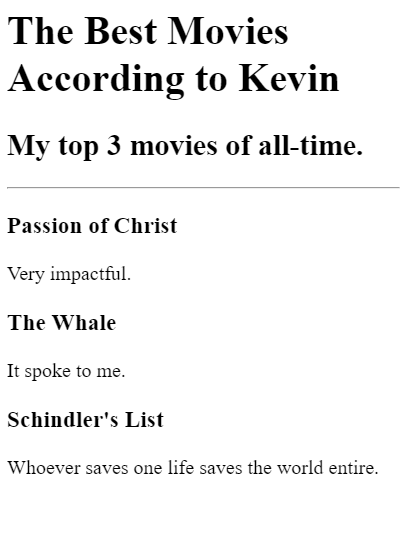 The Best Movies
According to Kevin
My top 3 movies of all-time.
Passion of Christ
Very impactful.
The Whale
It spoke to me.
Schindler's List
Whoever saves one life saves the world entire.